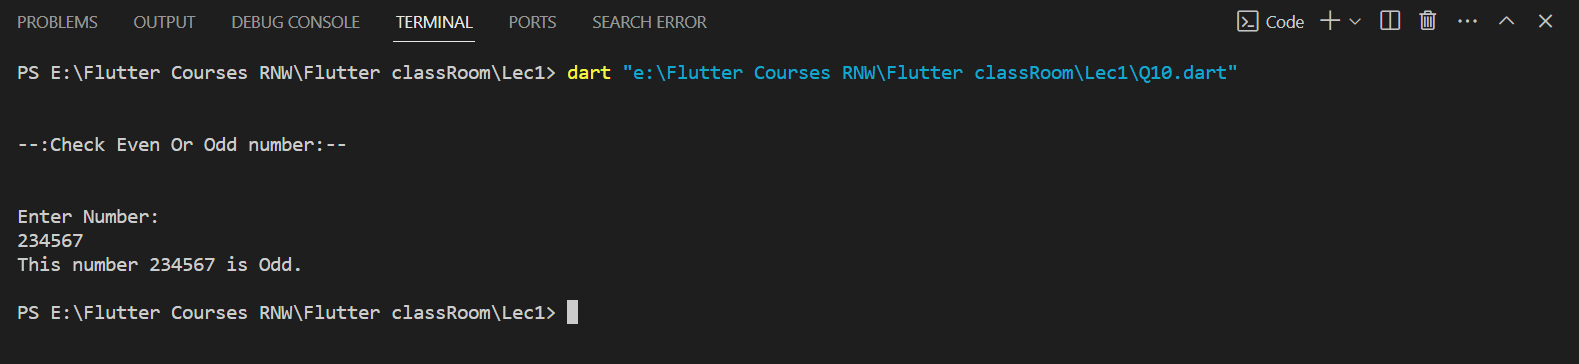 PROBLEMS OUTPUT DEBUG CONSOLE TERMINAL PORTS SEARCH ERROR Code
PS E:\Flutter Courses RNW\Flutter classRoom\Lec1> dart "e:\Flutter Courses RNW\Flutter classRoom\Lec1\Q10.dart"
--:Check Even Or Odd number:--
Enter Number:
234567
This number 234567 is Odd.
PS E:\Flutter Courses RNW\Flutter classRoom\Lec1>